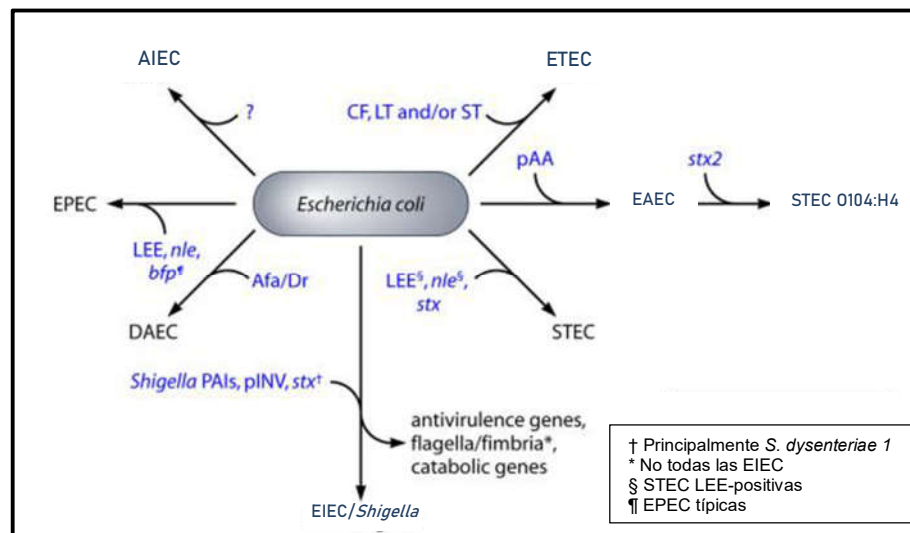 AIEC
ETEC
?
CF, LT and/or ST
pAA
stx2
Escherichia coli
EPEC
EAEC
STEC O104:H4
LEE, nle,
bfp¶
Afa/Dr
LEE§, nle§,
stx
DAEC
STEC
Shigella PAIs, pINV, stx†
antivirulence genes,
flagella/fimbria*,
catabolic genes
EIEC/Shigella
† Principalmente S. dysenteriae 1
* No todas las EIEC
§ STEC LEE-positivas
¶ EPEC típicas